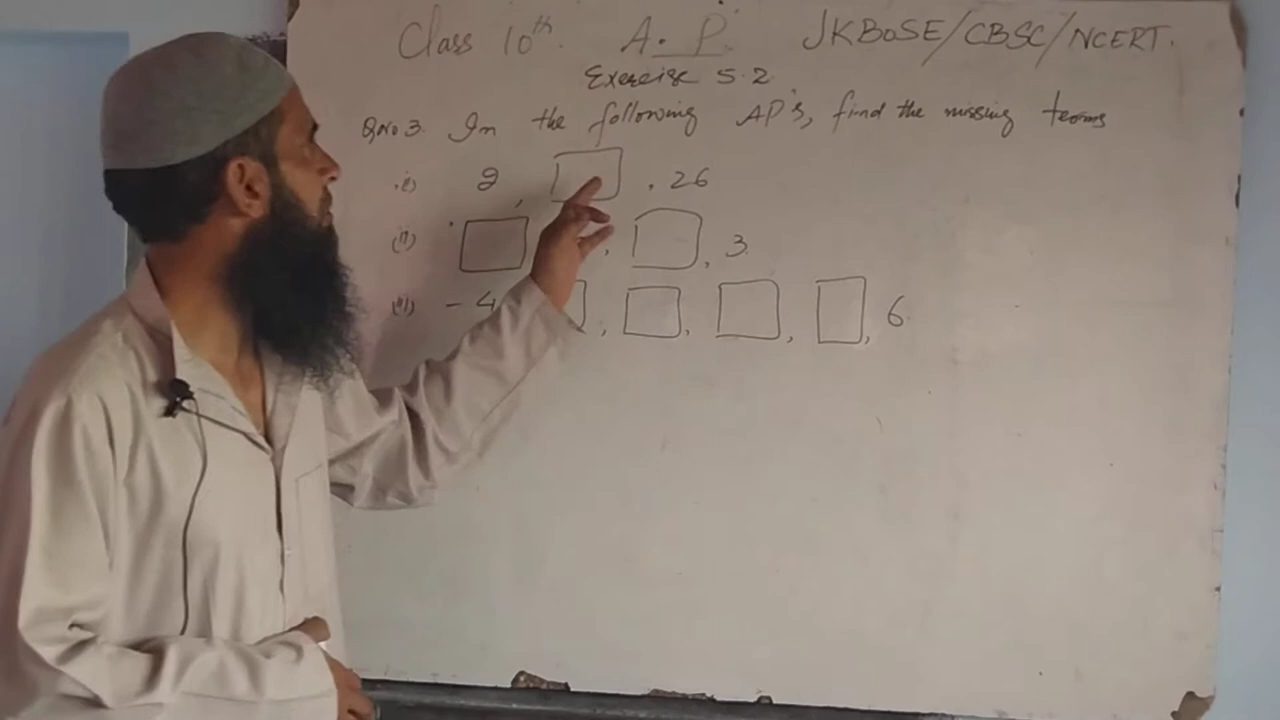 Class 10th. A. P. JKBOSE/CBSC/NCERT.
Exercise 5.2
QNo 3. In the following AP's, find the missing terms
(i) 2, , 26
(ii) , , 3.
(iii) -4 , , , 6